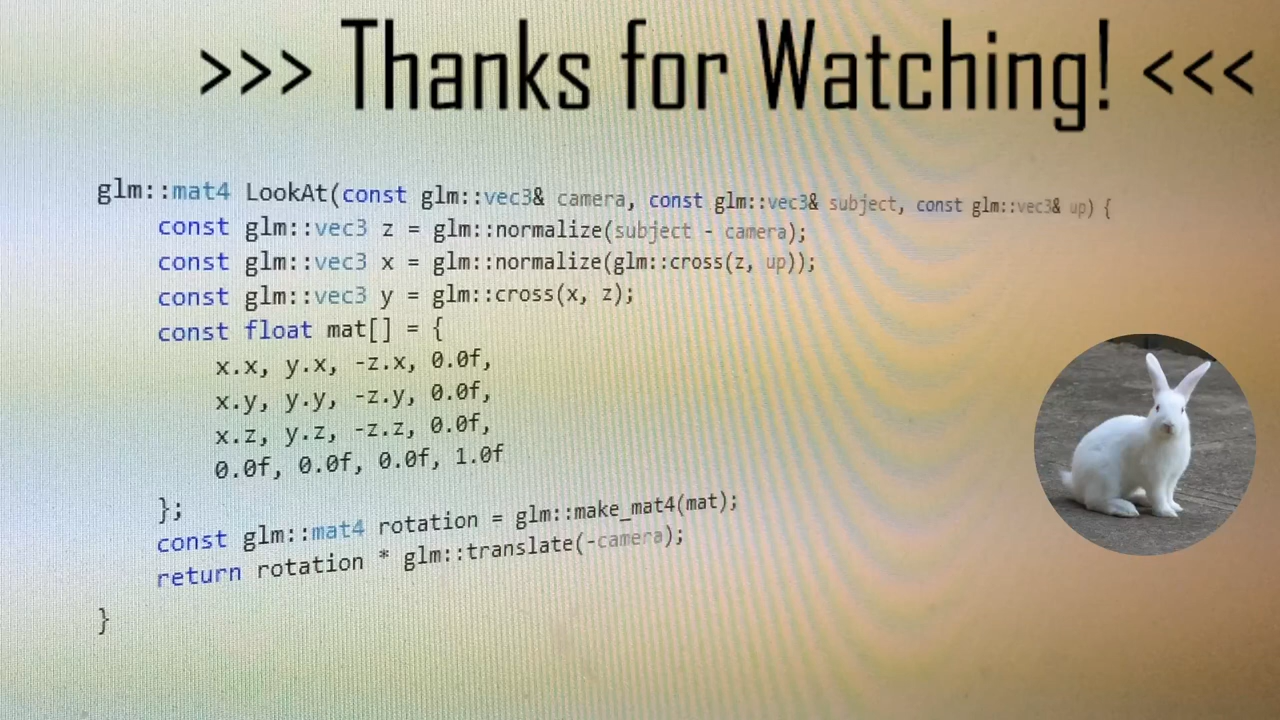 >>> Thanks for Watching! <<<
glm::mat4 LookAt(const glm::vec3& camera, const glm::vec3& subject, const glm::vec3& up) {
const glm::vec3 z = glm::normalize(subject - camera);
const glm::vec3 x = glm::normalize(glm::cross(z, up));
const glm::vec3 y = glm::cross(x, z);
const float mat[] = {
x.x, y.x, -z.x, 0.0f,
x.y, y.y, -z.y, 0.0f,
x.z, y.z, -z.z, 0.0f,
0.0f, 0.0f, 0.0f, 1.0f
};
const glm::mat4 rotation = glm::make_mat4(mat);
return rotation * glm::translate(-camera);
}